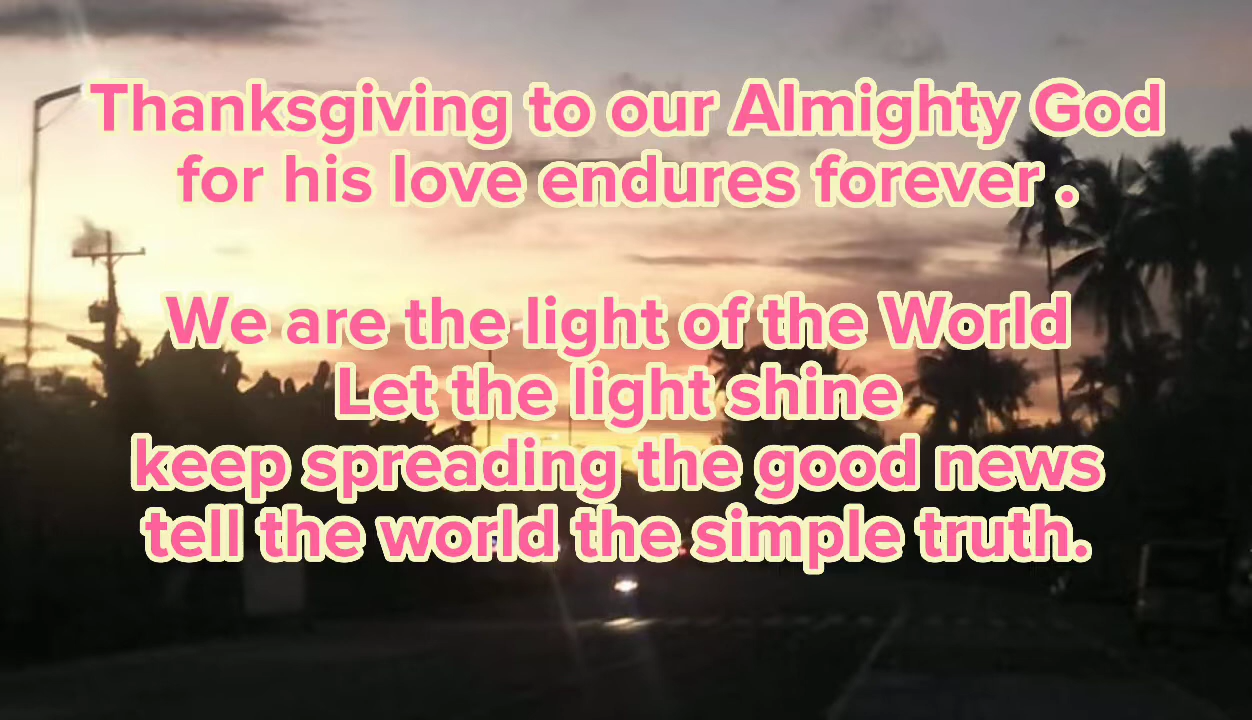 Thanksgiving to our Almighty God
for his love endures forever .
We are the light of the World
Let the light shine
keep spreading the good news
tell the world the simple truth.